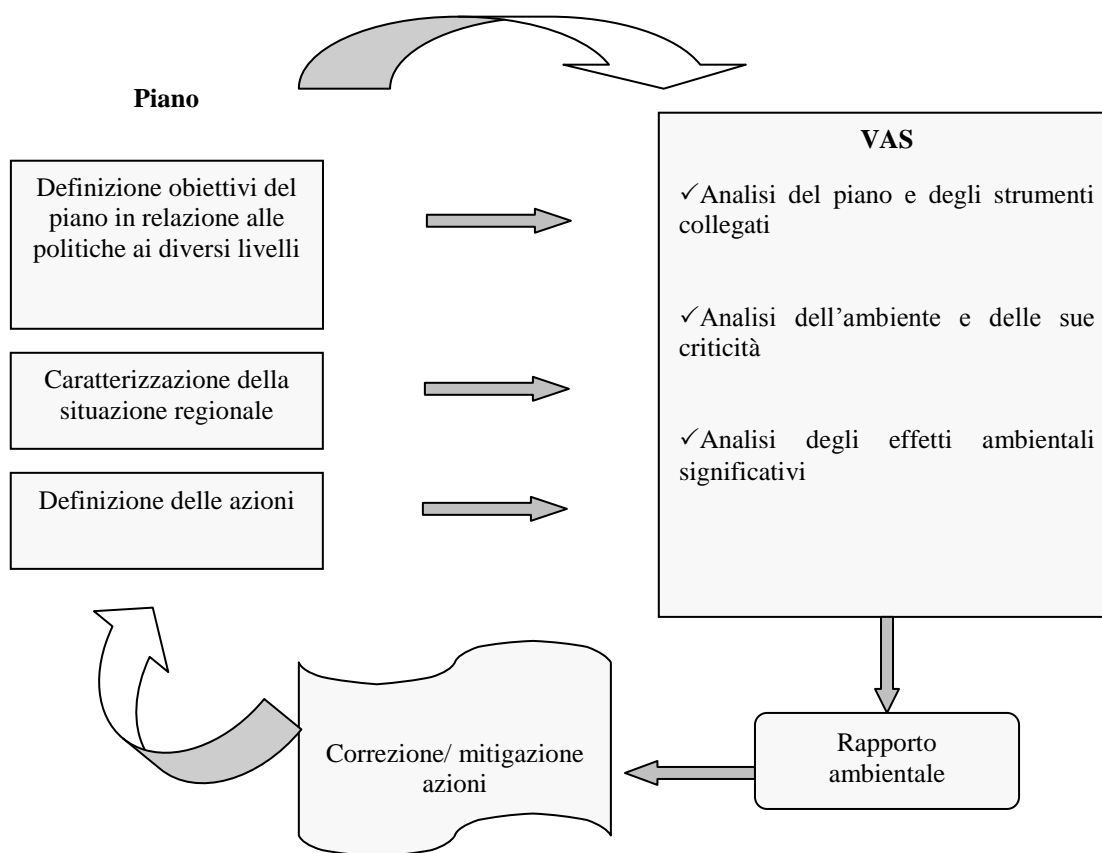 Piano
Definizione obiettivi del
piano in relazione alle
politiche ai diversi livelli
Caratterizzazione della
situazione regionale
Definizione delle azioni
VAS
✓Analisi del piano e degli strumenti
collegati
✓Analisi dell’ambiente e delle sue
criticità
✓Analisi degli effetti ambientali
significativi
Rapporto
ambientale
Correzione/ mitigazione
azioni